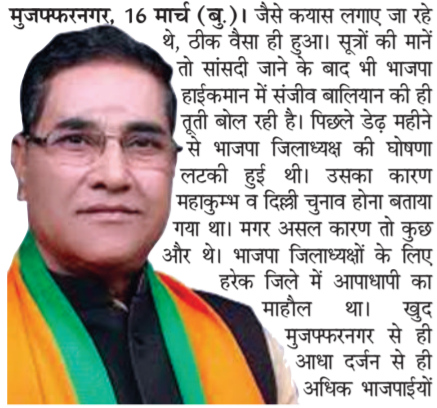 मुजफ्फरनगर, 16 मार्च (बु.)। जैसे कयास लगाए जा रहे
थे, ठीक वैसा ही हुआ। सूत्रों की मानें
तो सांसदी जाने के बाद भी भाजपा
हाईकमान में संजीव बालियान की ही
तूती बोल रही है। पिछले डेढ़ महीने
से भाजपा जिलाध्यक्ष की घोषणा
लटकी हुई थी। उसका कारण
महाकुम्भ व दिल्ली चुनाव होना बताया
गया था। मगर असल कारण तो कुछ
और थे। भाजपा जिलाध्यक्षों के लिए
हरेक जिले में आपाधापी का
माहौल था। खुद
मुजफ्फरनगर से ही
आधा दर्जन से ही
अधिक भाजपाईयों